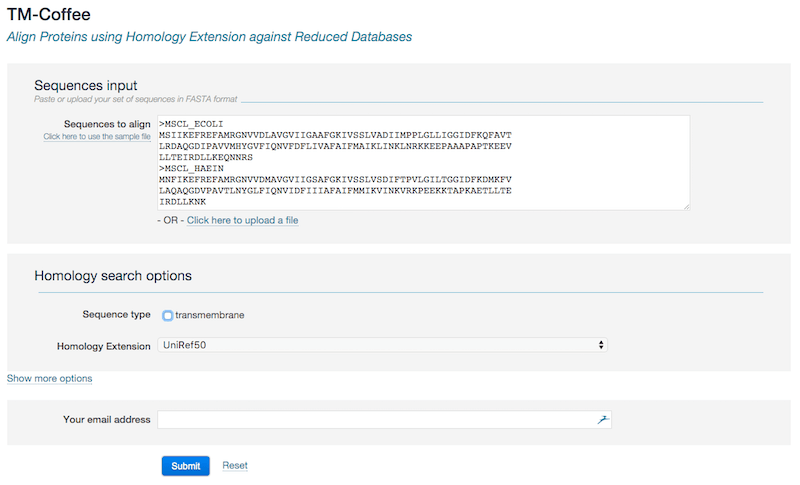 TM-Coffee
Align Proteins using Homology Extension against Reduced Databases
Sequences input
Paste or upload your set of sequences in FASTA format
Sequences to align
Click here to use the sample file
>MSCL_ECOLI
MSIIKEFREFAMRGNVVDLAVGVIIGAAFGKIVSSLVADIIMPPLGLLIGGIDFKQFAVT
LRDAQGDIPAVVMHYGVFIQNVFDFLIVAFAIFMAIKLINKLNRKKEEPAAAPAPTKEEV
LLTEIRDLLKEQNNRS
>MSCL_HAEIN
MNFIKEFREFAMRGNVVDMAVGVIIGSAFGKIVSSLVSDIFTPVLGILTGGIDFKDMKFV
LAQAQGDVPAVTLNYGLFIQNVIDFIIIAFAIFMMIKVINKVRKPEEKKTAPKAETLLTE
IRDLLKNK
- OR - Click here to upload a file
Homology search options
Sequence type transmembrane
Homology Extension UniRef50
Show more options
Your email address
Submit Reset